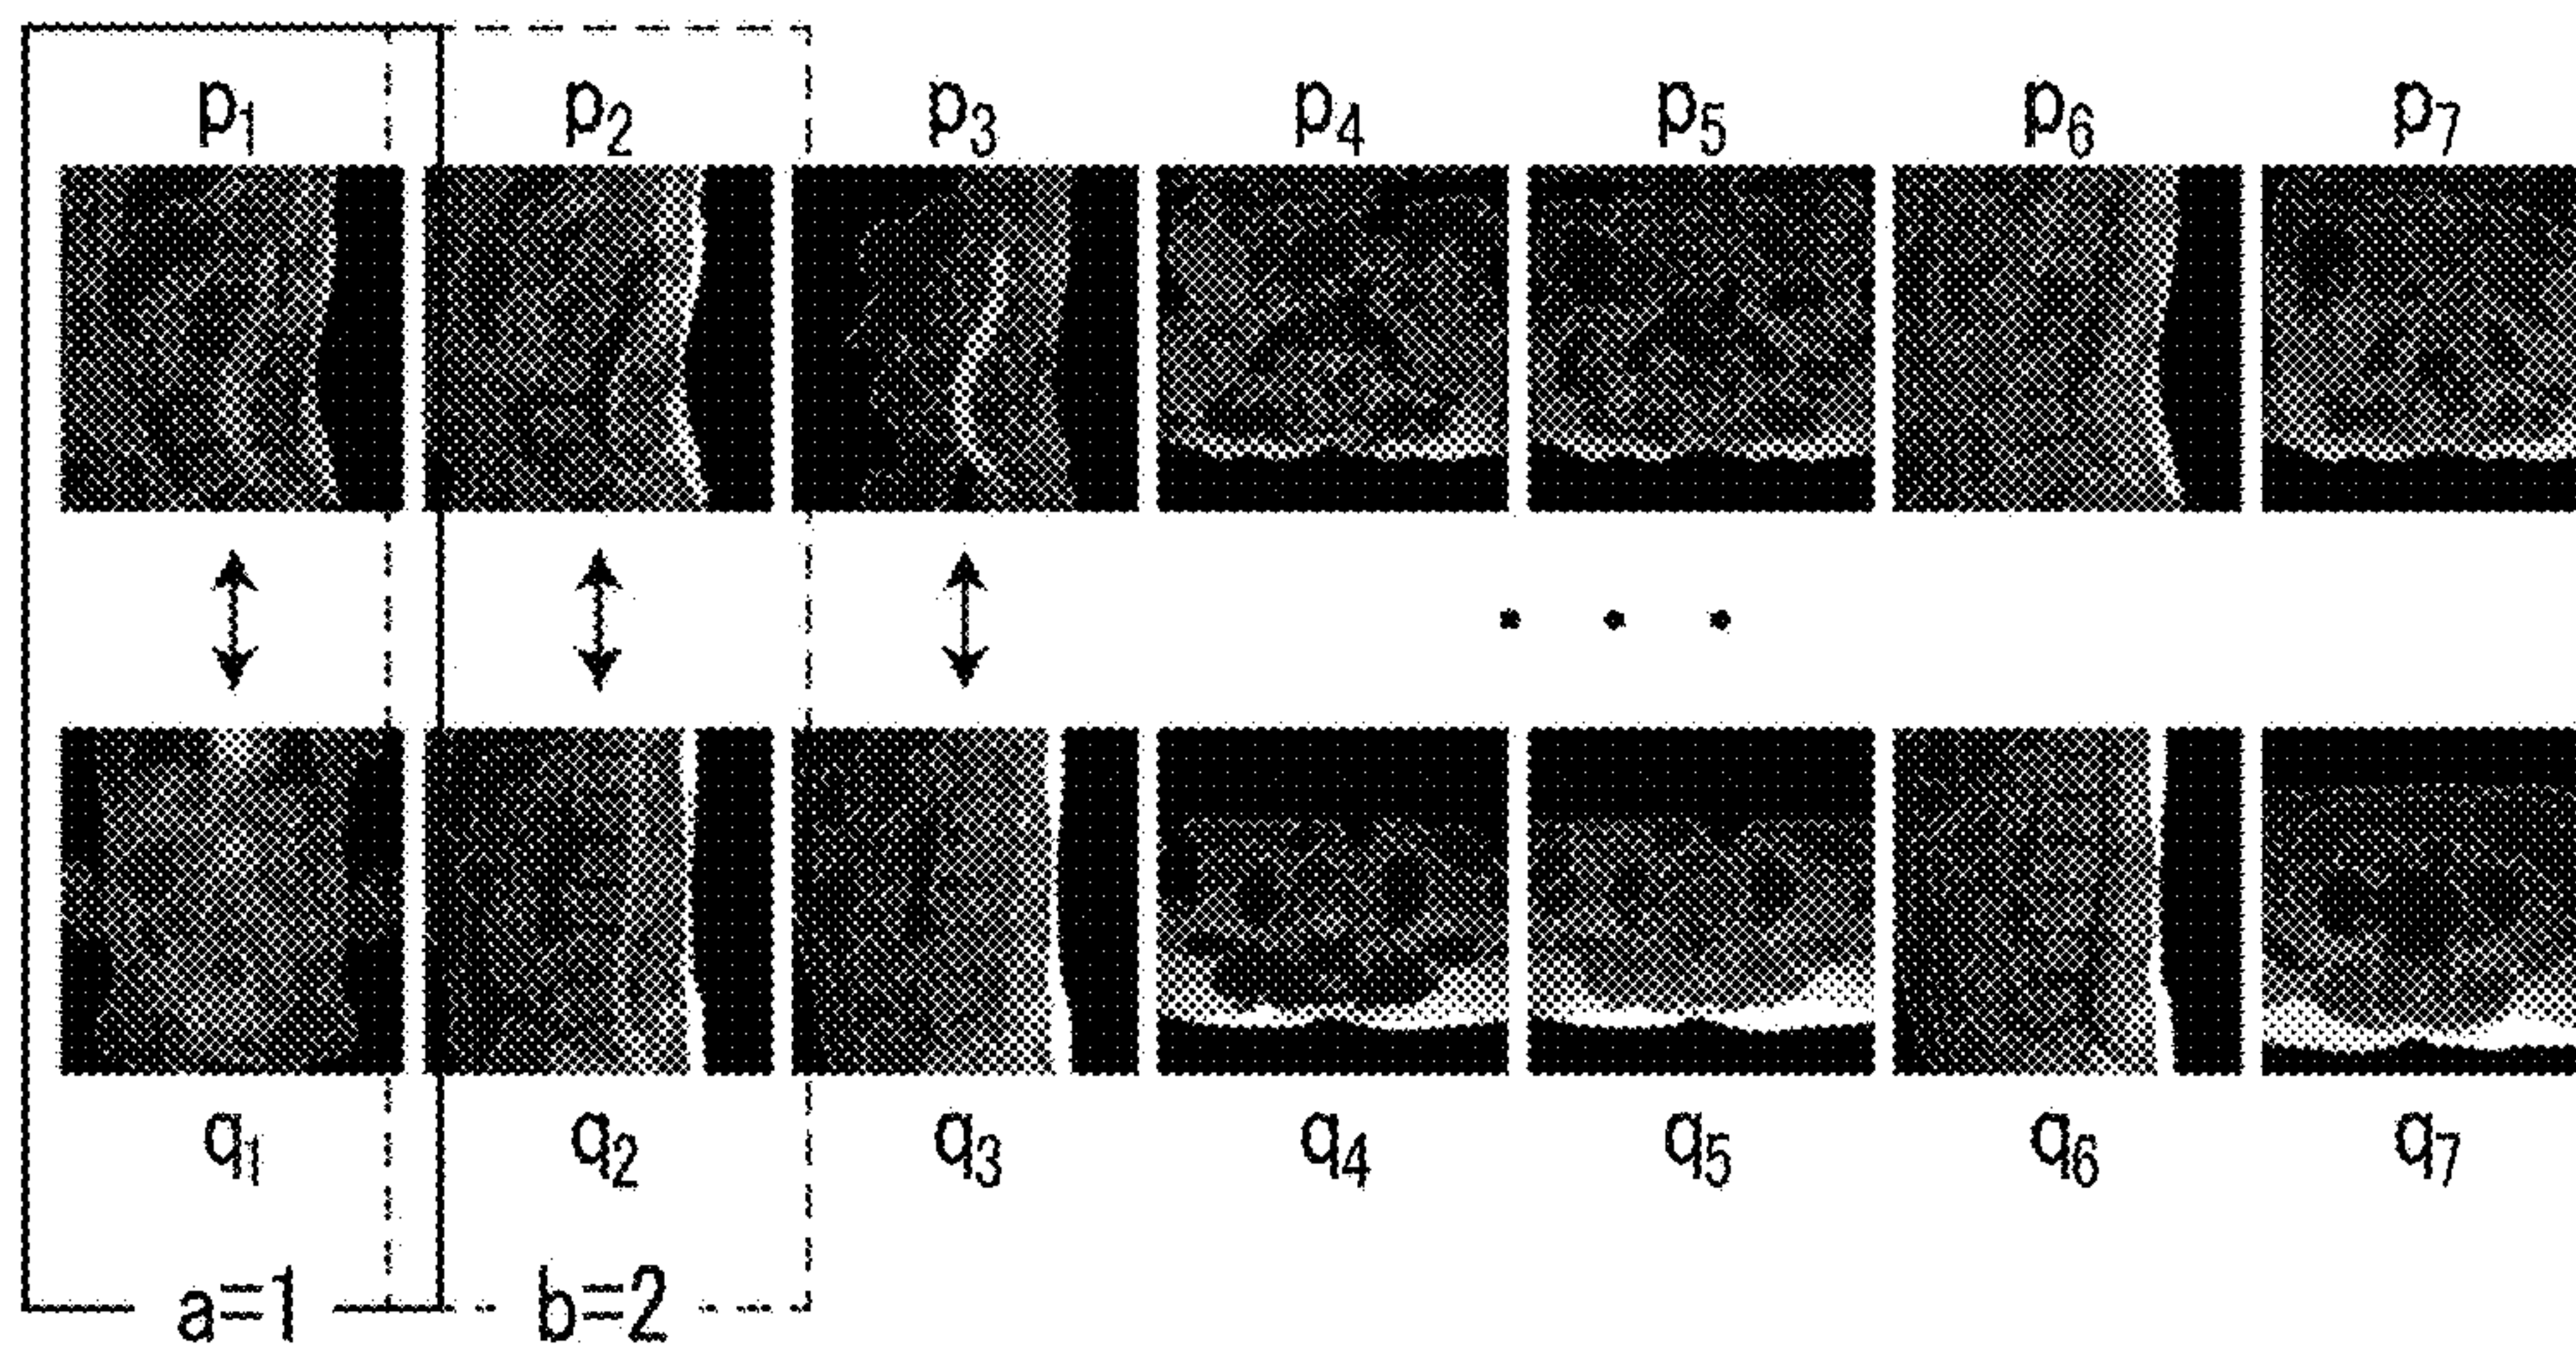 p₁ p₂ p₃ p₄ p₅ p₆ p₇
q₁ q₂ q₃ q₄ q₅ q₆ q₇
a=1 b=2